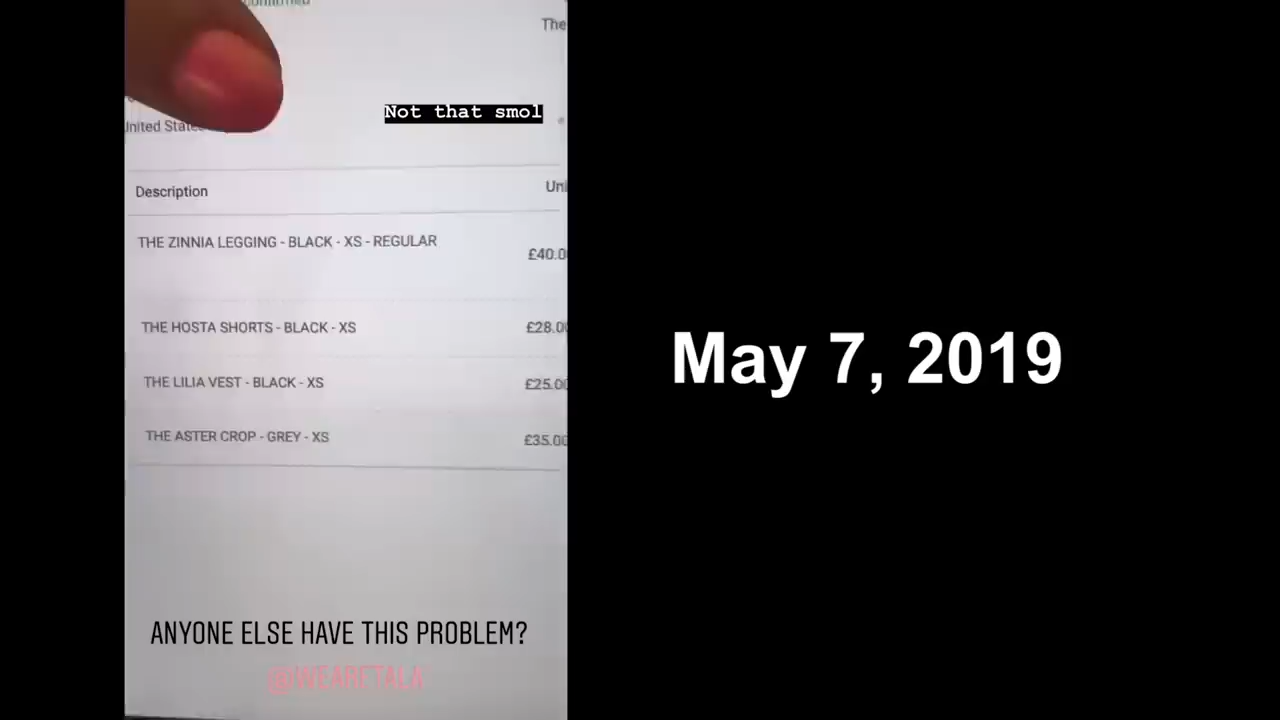 The
Not that smol
United States
Description
THE ZINNIA LEGGING - BLACK - XS - REGULAR
£40.0
THE HOSTA SHORTS - BLACK - XS
£28.00
THE LILIA VEST - BLACK - XS
£25.00
THE ASTER CROP - GREY - XS
£35.00
ANYONE ELSE HAVE THIS PROBLEM?
@WEARETALA
May 7, 2019